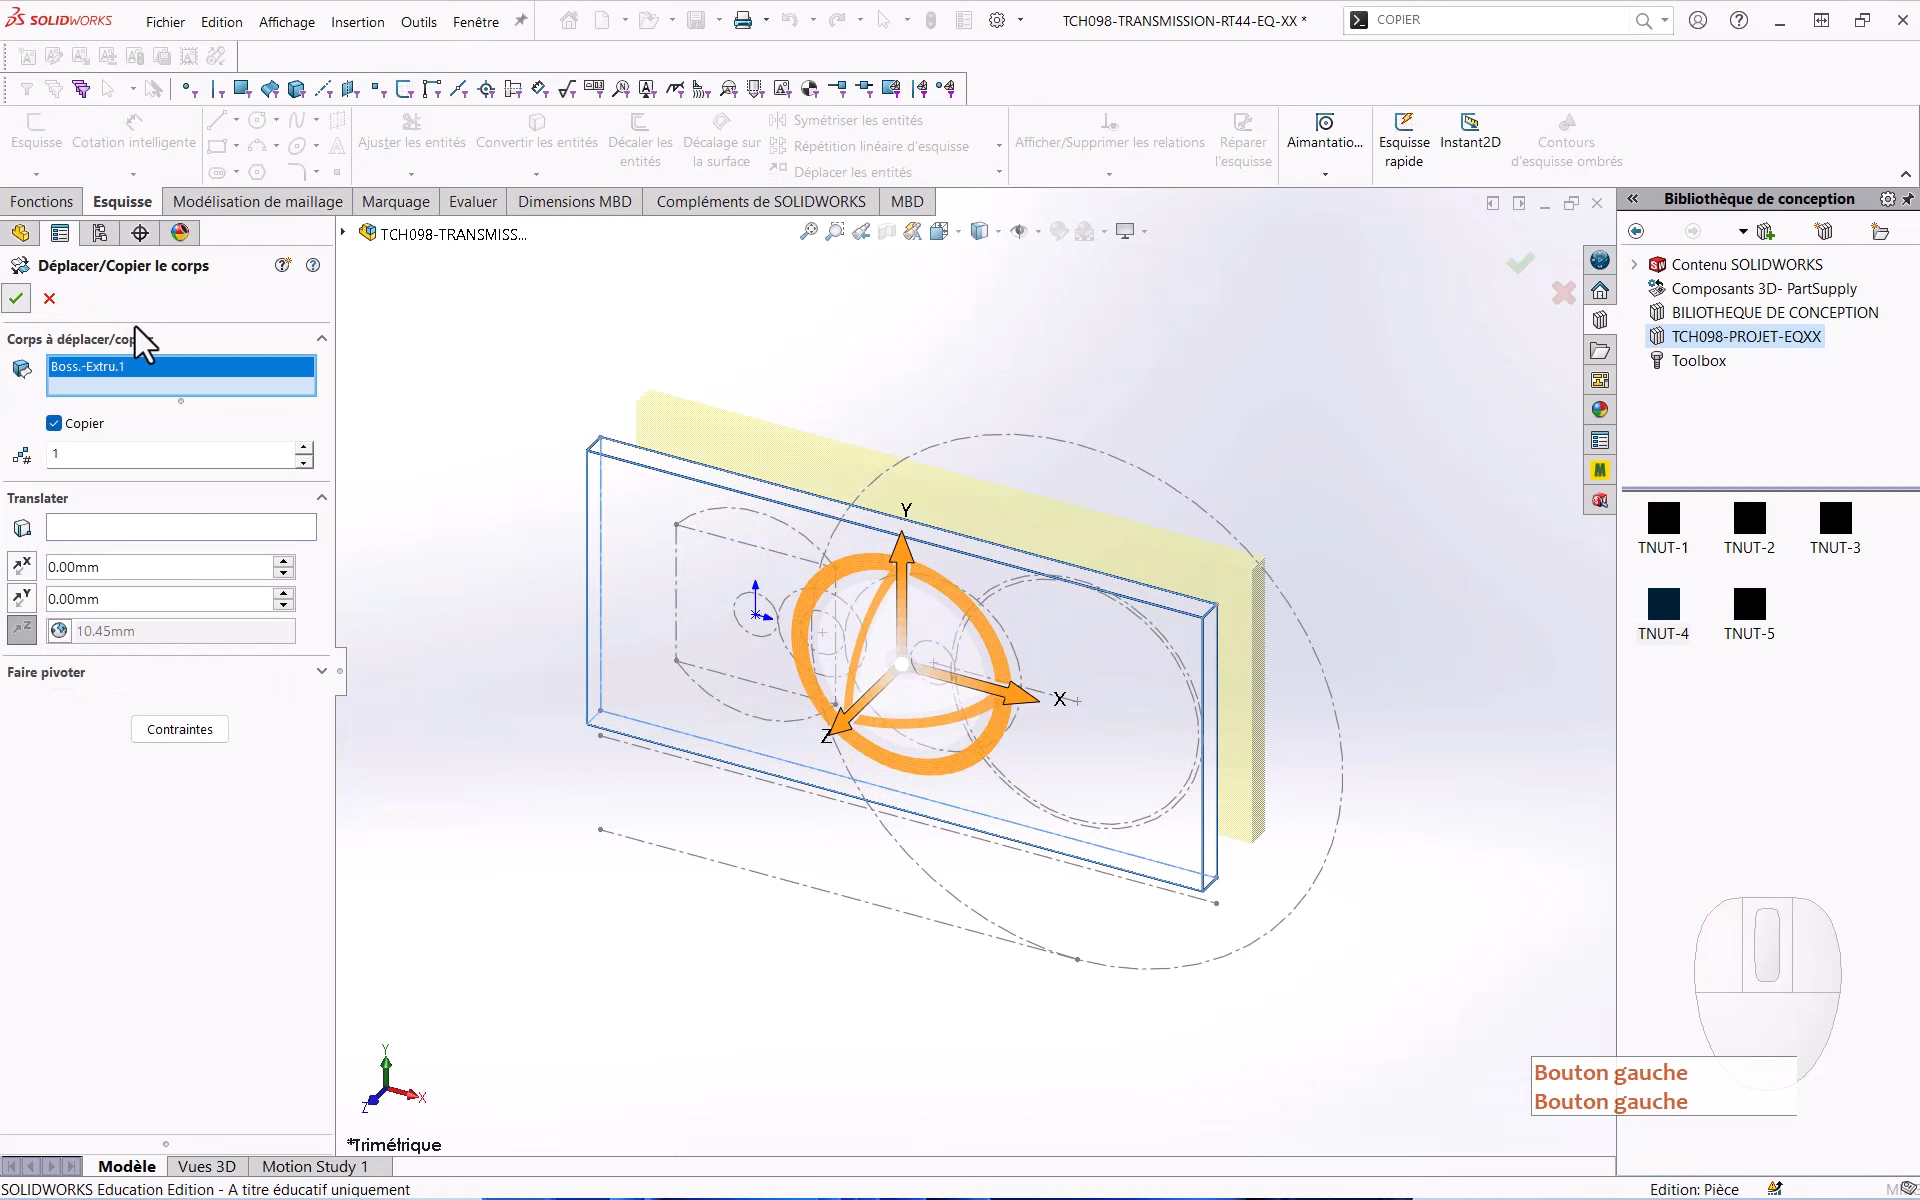 SOLIDWORKS
Fichier Edition Affichage Insertion Outils Fenêtre
TCH098-TRANSMISSION-RT44-EQ-XX *
COPIER
Esquisse
Cotation intelligente
Ajuster les entités
Convertir les entités
Décaler les entités
Décalage sur la surface
Symétriser les entités
Répétition linéaire d'esquisse
Déplacer les entités
Afficher/Supprimer les relations
Réparer l'esquisse
Aimantatio...
Esquisse rapide
Instant2D
Contours d'esquisse ombrés
Fonctions Esquisse Modélisation de maillage Marquage Evaluer Dimensions MBD Compléments de SOLIDWORKS MBD
TCH098-TRANSMISS...
Déplacer/Copier le corps
Corps à déplacer/cop
Boss.-Extru.1
Copier
1
Translater
0.00mm
0.00mm
10.45mm
Faire pivoter
Contraintes
Y
X
Z
Y
X
Z
*Trimétrique
Bibliothèque de conception
Contenu SOLIDWORKS
Composants 3D- PartSupply
BILIOTHEQUE DE CONCEPTION
TCH098-PROJET-EQXX
Toolbox
TNUT-1 TNUT-2 TNUT-3
TNUT-4 TNUT-5
Bouton gauche
Bouton gauche
Modèle Vues 3D Motion Study 1
SOLIDWORKS Education Edition - A titre éducatif uniquement
Edition: Pièce